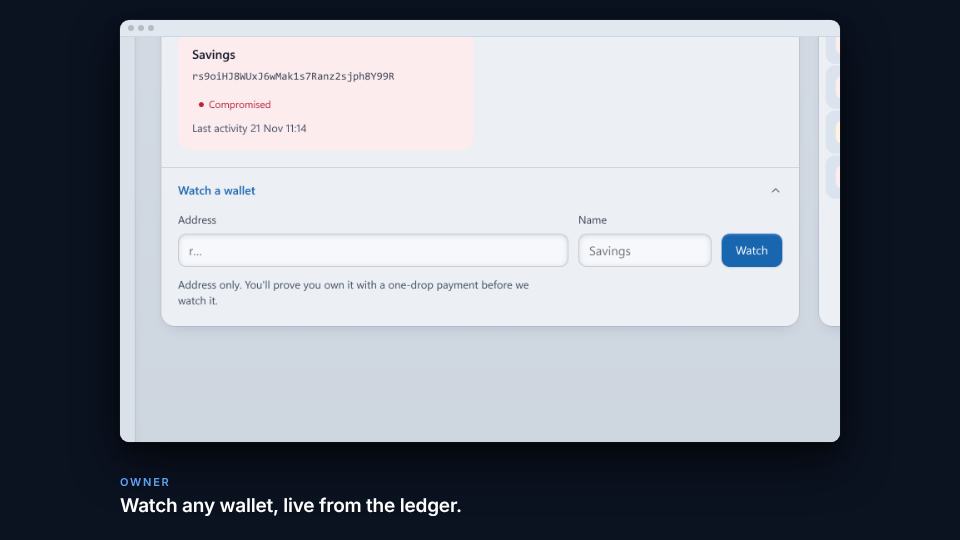 Savings
rs9oiHJ8WUxJ6wMak1s7Ranz2sjph8Y99R
Compromised
Last activity 21 Nov 11:14
Watch a wallet
Address
Name
r...
Savings
Watch
Address only. You'll prove you own it with a one-drop payment before we
watch it.
OWNER
Watch any wallet, live from the ledger.